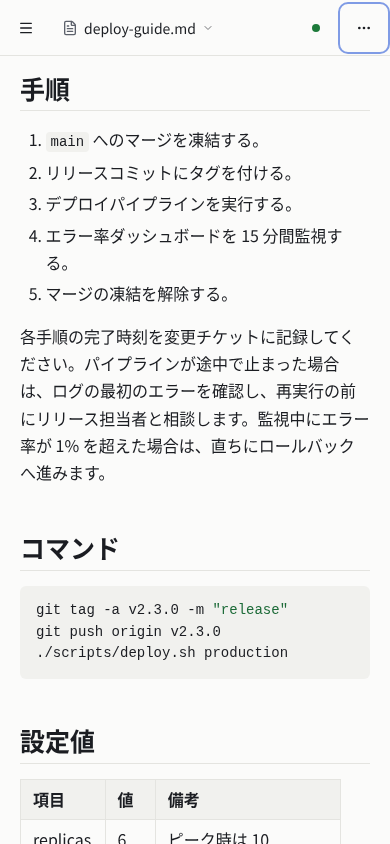 deploy-guide.md
手順
1. main へのマージを凍結する。
2. リリースコミットにタグを付ける。
3. デプロイパイプラインを実行する。
4. エラー率ダッシュボードを 15 分間監視す
る。
5. マージの凍結を解除する。
各手順の完了時刻を変更チケットに記録してく
ださい。パイプラインが途中で止まった場合
は、ログの最初のエラーを確認し、再実行の前
にリリース担当者と相談します。監視中にエラー
率が 1% を超えた場合は、直ちにロールバック
へ進みます。
コマンド
git tag -a v2.3.0 -m "release"
git push origin v2.3.0
./scripts/deploy.sh production
設定値
項目 値 備考
replicas 6 ピーク時は 10